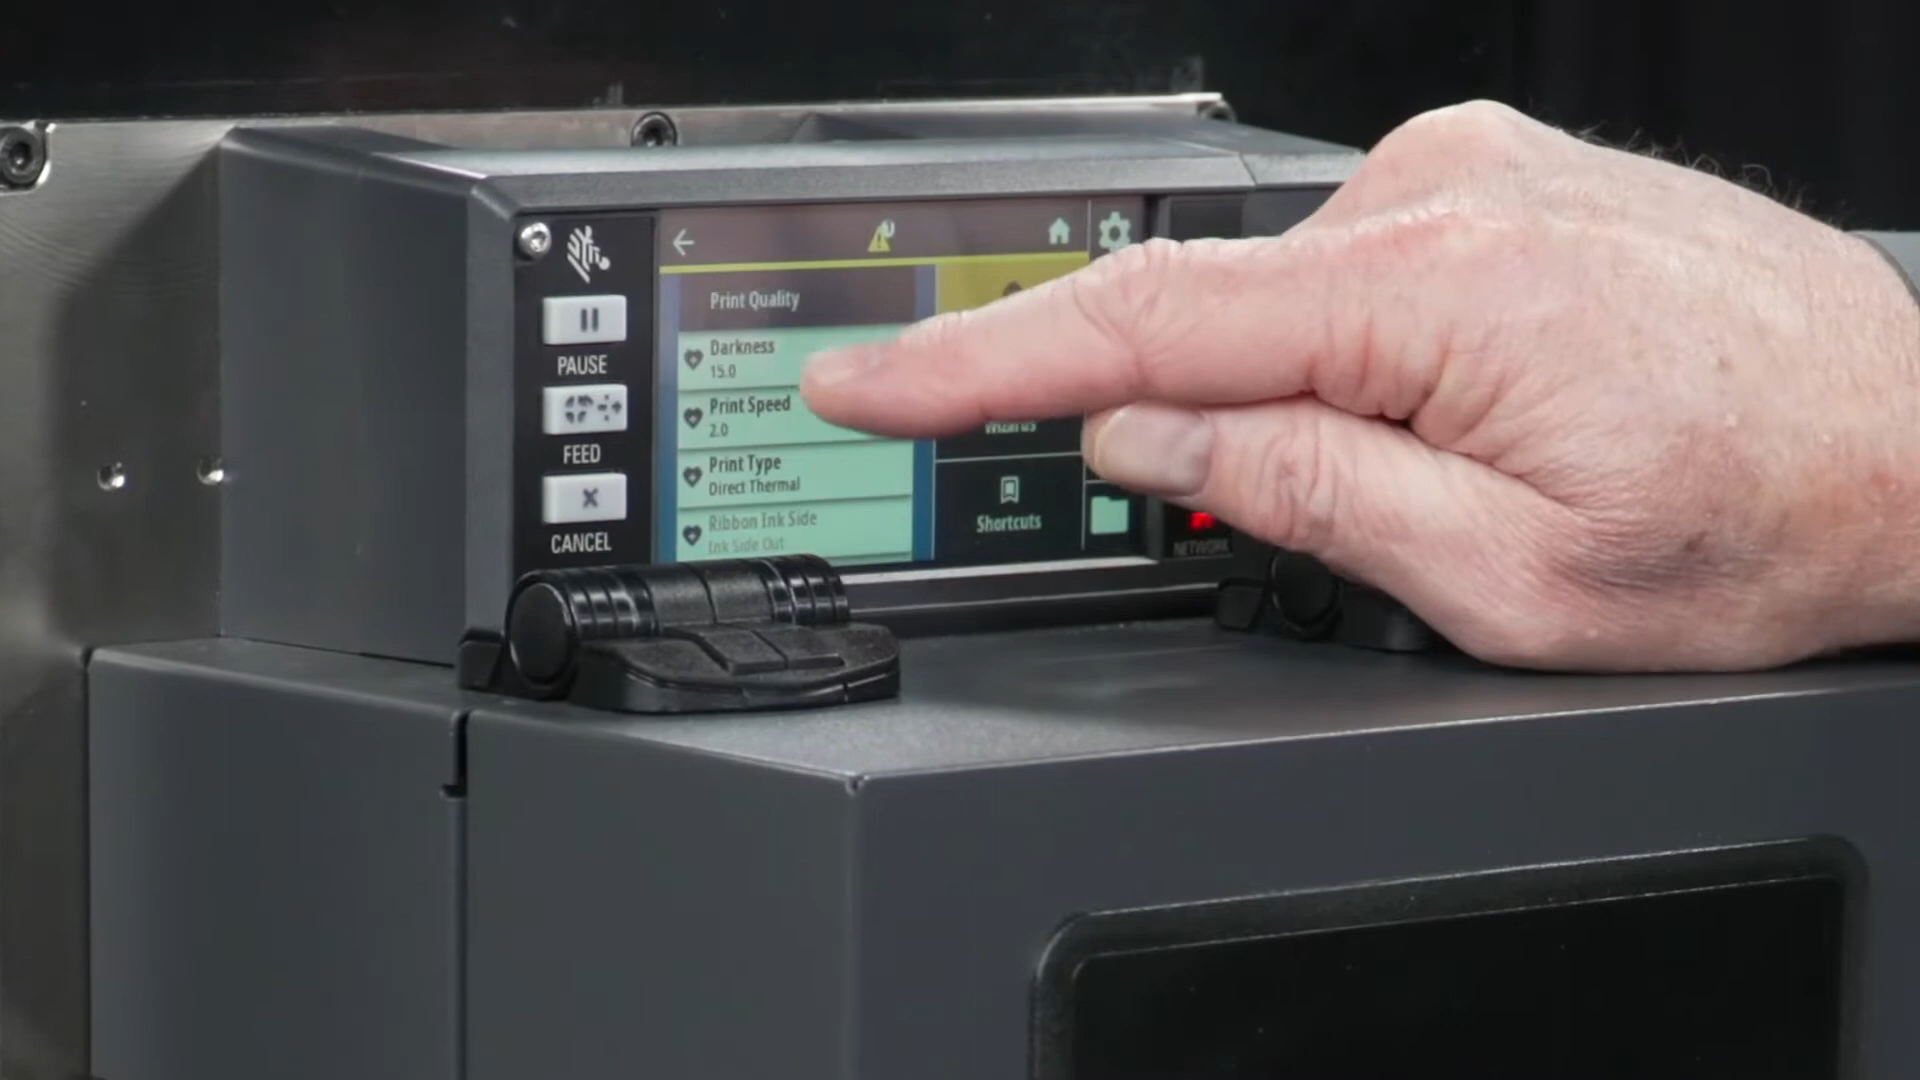 Print Quality
Darkness
15.0
Print Speed
2.0
Print Type
Direct Thermal
Ribbon Ink Side
Ink Side Out
Wizards
Shortcuts
PAUSE
FEED
CANCEL
NETWORK